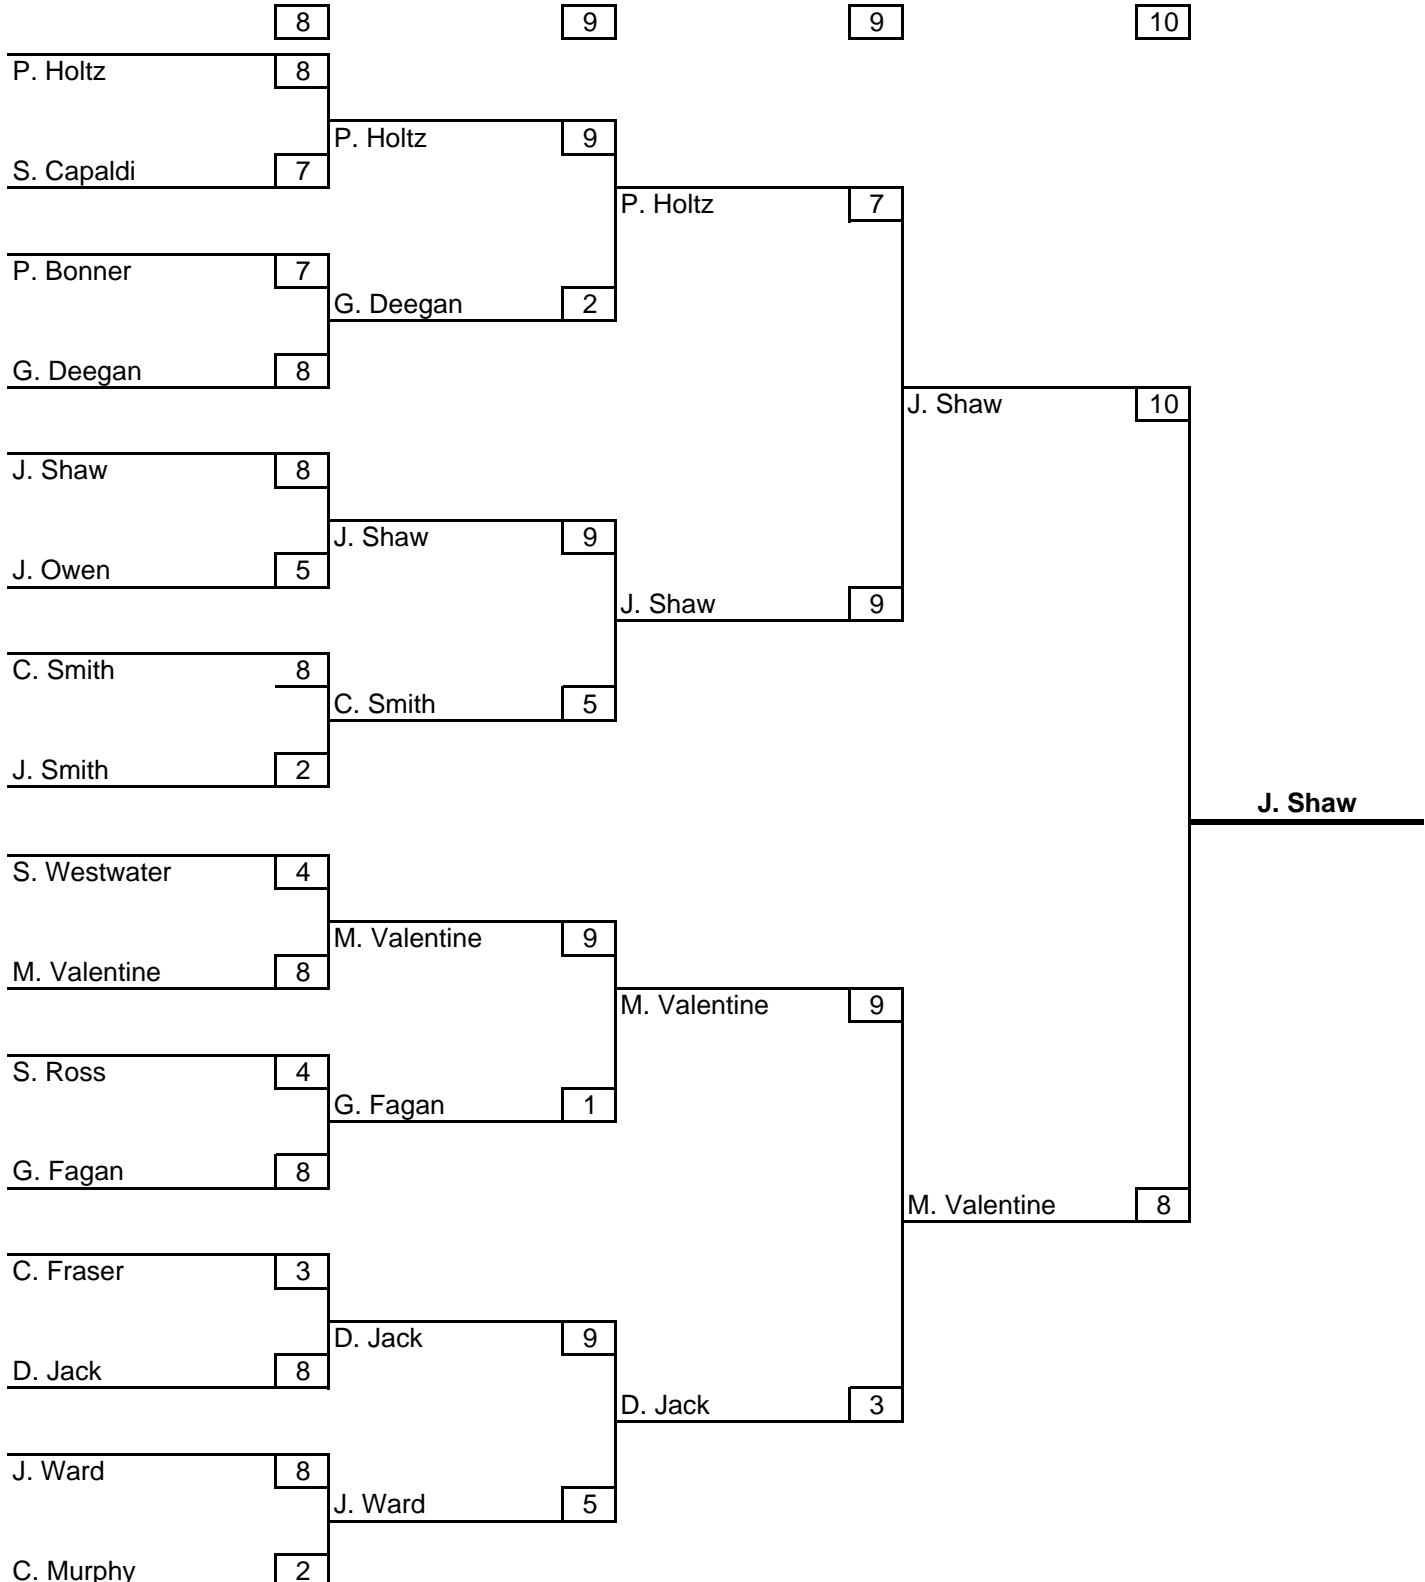 8 9 9 10
P. Holtz 8
P. Holtz 9
S. Capaldi 7
P. Holtz 7
P. Bonner 7
G. Deegan 2
G. Deegan 8
J. Shaw 10
J. Shaw 8
J. Shaw 9
J. Owen 5
J. Shaw 9
C. Smith 8
C. Smith 5
J. Smith 2
J. Shaw
S. Westwater 4
M. Valentine 9
M. Valentine 8
M. Valentine 9
S. Ross 4
G. Fagan 1
G. Fagan 8
M. Valentine 8
C. Fraser 3
D. Jack 9
D. Jack 8
D. Jack 3
J. Ward 8
J. Ward 5
C. Murphy 2